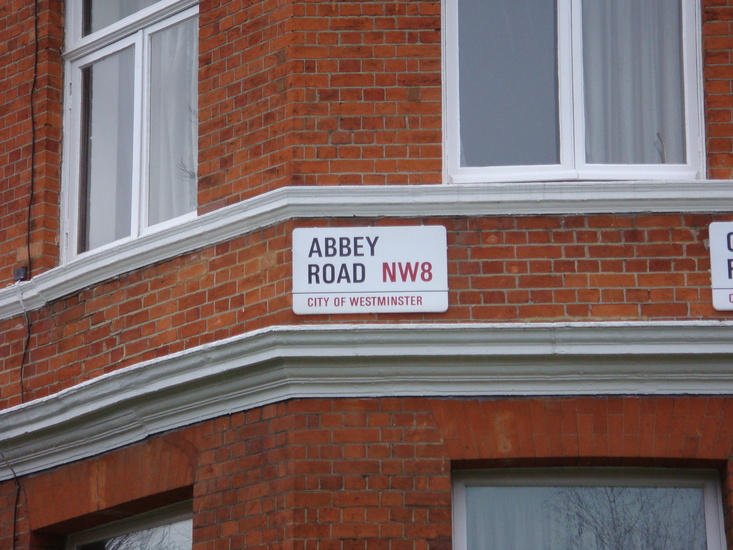 ABBEY
ROAD NW8
CITY OF WESTMINSTER